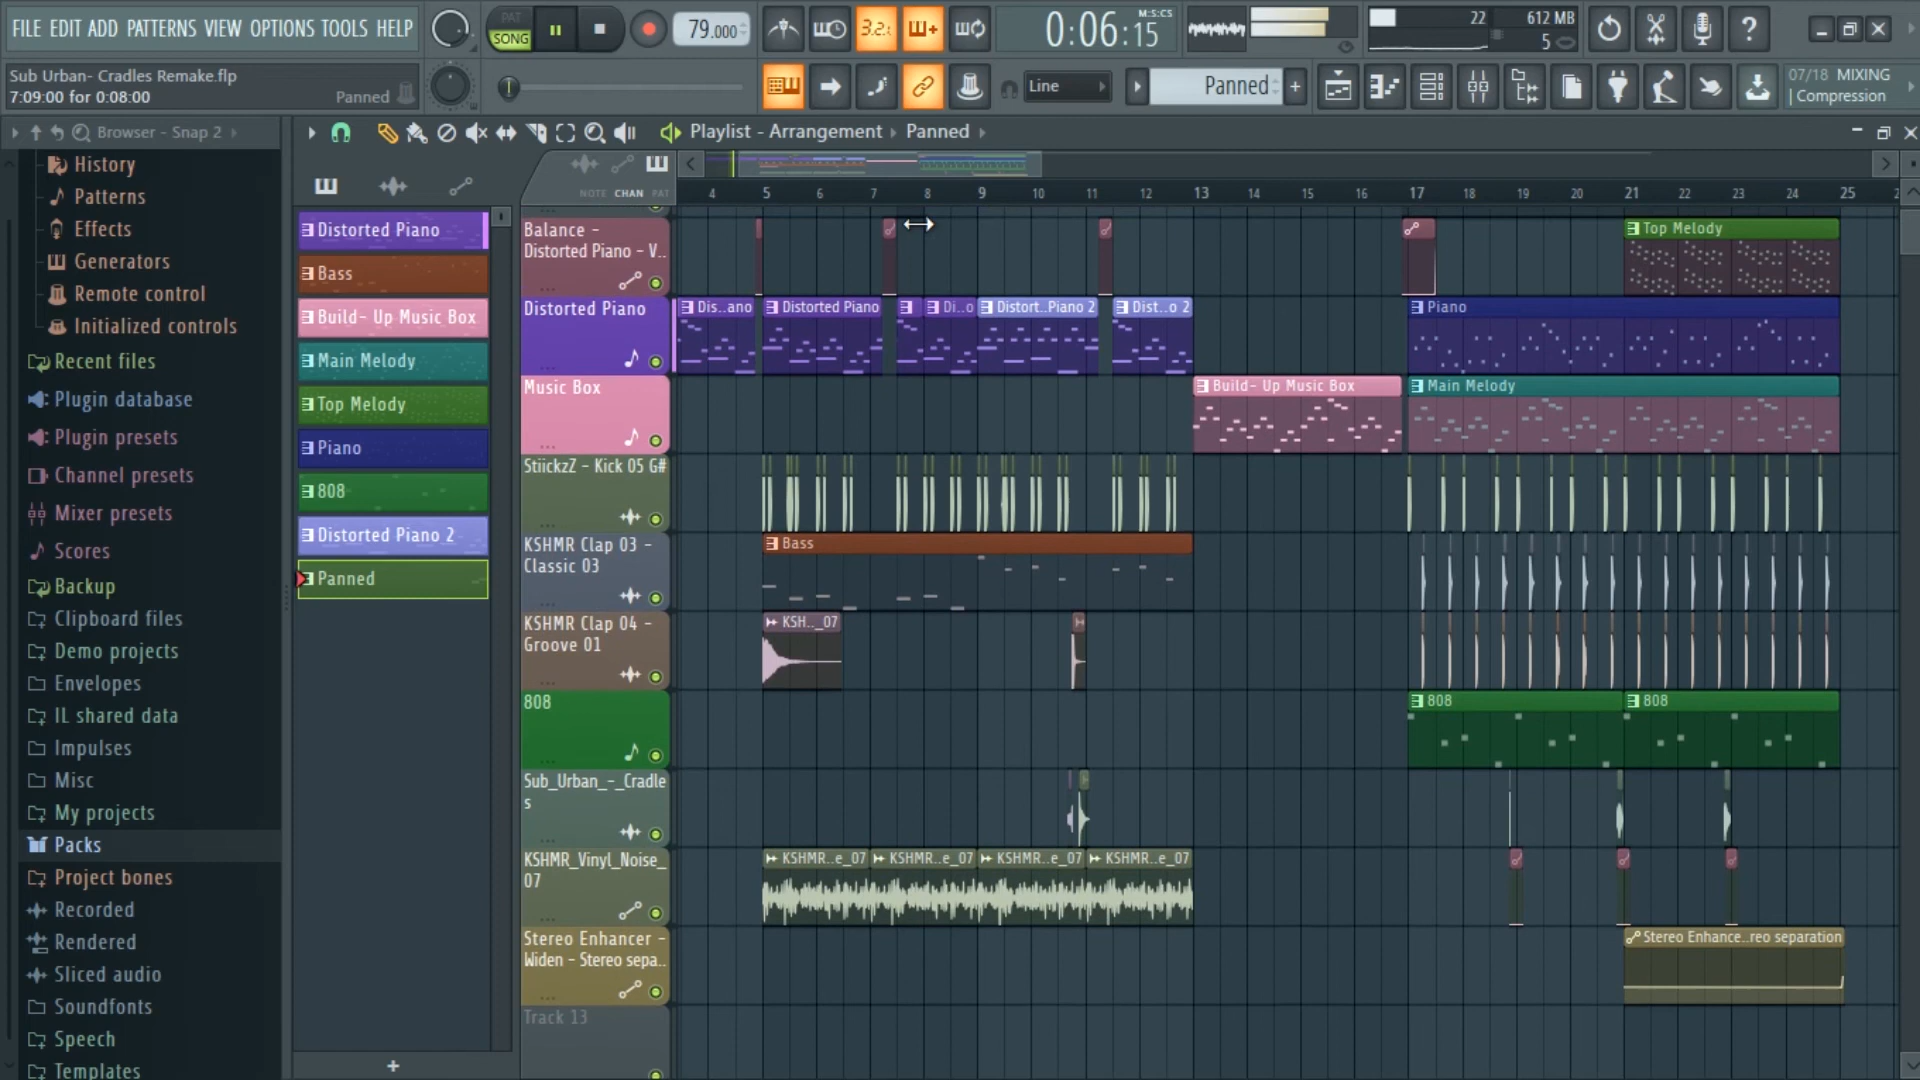 FILE EDIT ADD PATTERNS VIEW OPTIONS TOOLS HELP
PAT
SONG
79.000
3.2.
0:06:15
M:S:CS
22
612 MB
5
Sub Urban- Cradles Remake.flp
7:09:00 for 0:08:00
Panned
Line
Panned
07/18 MIXING
| Compression
Browser - Snap 2
Playlist - Arrangement
Panned
History
Patterns
Effects
Generators
Remote control
Initialized controls
Recent files
Plugin database
Plugin presets
Channel presets
Mixer presets
Scores
Backup
Clipboard files
Demo projects
Envelopes
IL shared data
Impulses
Misc
My projects
Packs
Project bones
Recorded
Rendered
Sliced audio
Soundfonts
Speech
Templates
Distorted Piano
Bass
Build- Up Music Box
Main Melody
Top Melody
Piano
808
Distorted Piano 2
Panned
NOTE CHAN PAT
4 5 6 7 8 9 10 11 12 13 14 15 16 17 18 19 20 21 22 23 24 25
Balance -
Distorted Piano - V..
Top Melody
Distorted Piano
Dis..ano
Distorted Piano
Di..o
Distort..Piano 2
Dist..o 2
Piano
Music Box
Build- Up Music Box
Main Melody
StiickzZ - Kick 05 G#
KSHMR Clap 03 -
Classic 03
Bass
KSHMR Clap 04 -
Groove 01
KSH.._07
808
808
808
Sub_Urban_-_Cradle
s
KSHMR_Vinyl_Noise_
07
KSHMR..e_07
KSHMR..e_07
KSHMR..e_07
KSHMR..e_07
Stereo Enhancer -
Widen - Stereo sepa..
Stereo Enhance..reo separation
Track 13